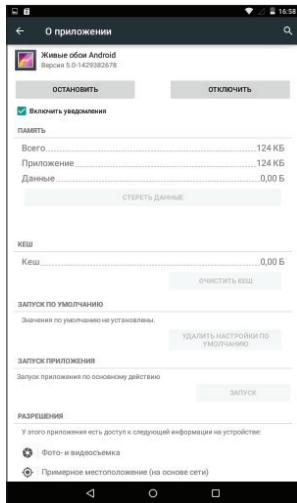 16:58
О приложении
Живые обои Android
Версия 5.0-1429382678
ОСТАНОВИТЬ ОТКЛЮЧИТЬ
Включить уведомления
ПАМЯТЬ
Всего 124 КБ
Приложение 124 КБ
Данные 0,00 Б
СТЕРЕТЬ ДАННЫЕ
КЕШ
Кеш 0,00 Б
ОЧИСТИТЬ КЕШ
ЗАПУСК ПО УМОЛЧАНИЮ
Значения по умолчанию не установлены.
УДАЛИТЬ НАСТРОЙКИ ПО
УМОЛЧАНИЮ
ЗАПУСК ПРИЛОЖЕНИЯ
Запуск приложения по основному действию
ЗАПУСК
РАЗРЕШЕНИЯ
У этого приложения есть доступ к следующей информации на устройстве:
Фото- и видеосъемка
Примерное местоположение (на основе сети)